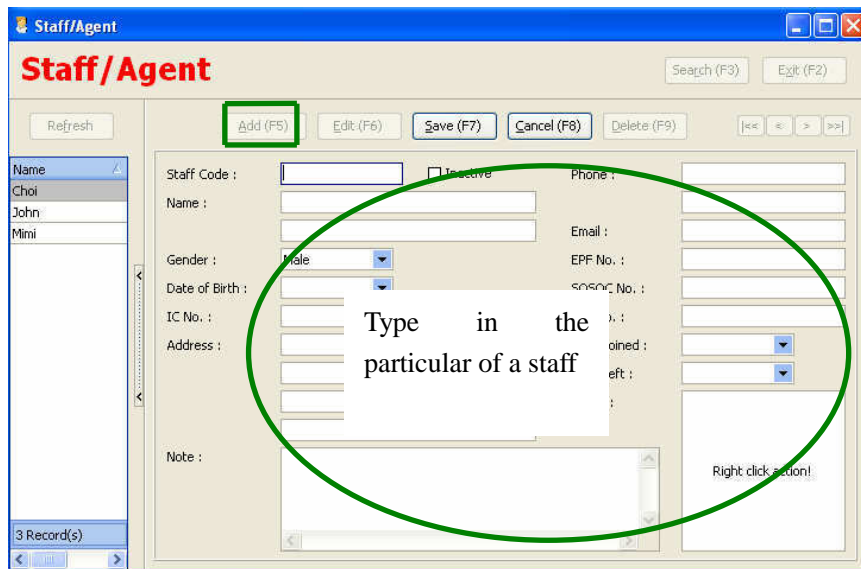 Staff/Agent
Staff/Agent
Search (F3) Exit (F2)
Refresh
Add (F5) Edit (F6) Save (F7) Cancel (F8) Delete (F9) |<< < > >>|
Name
Choi
John
Mimi
3 Record(s)
Staff Code :
Inactive
Name :
Gender : Male
Date of Birth :
IC No. :
Address :
Note :
Phone :
Email :
EPF No. :
SOSOC No. :
oined :
eft :
Right click action!
Type in the
particular of a staff